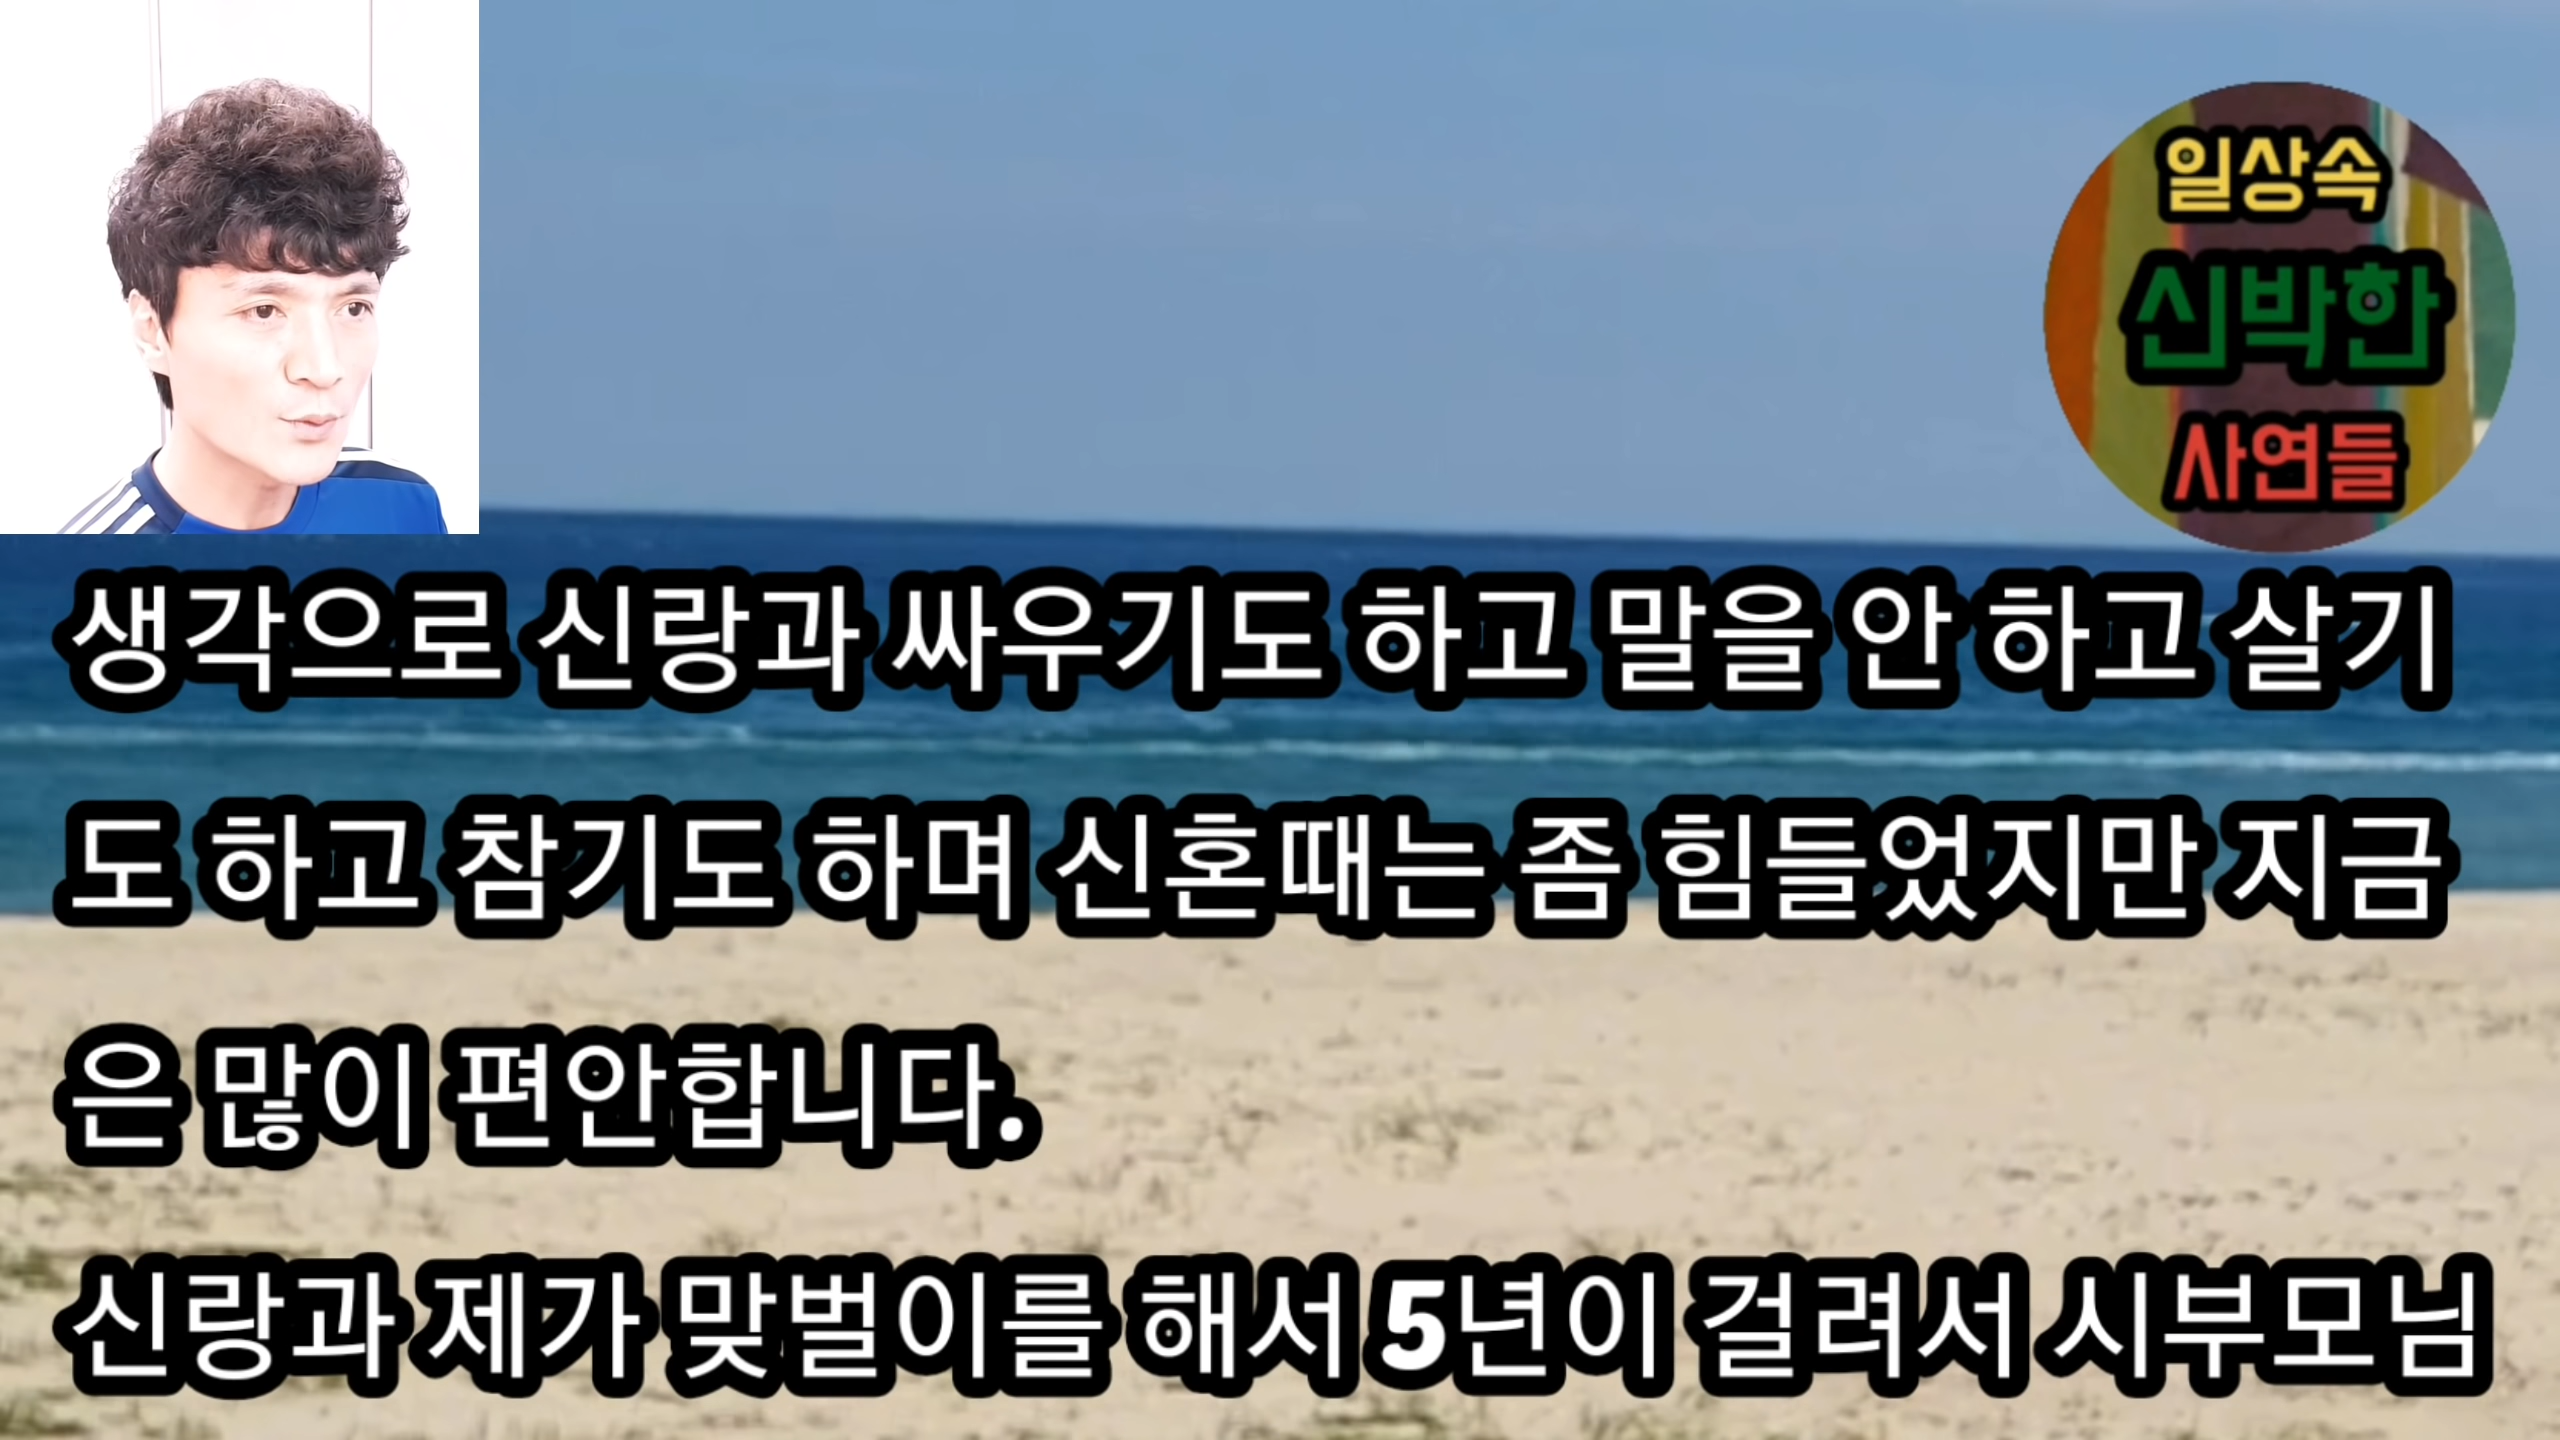 일상속
신박한
사연들
생각으로 신랑과 싸우기도 하고 말을 안 하고 살기
도 하고 참기도 하며 신혼때는 좀 힘들었지만 지금
은 많이 편안합니다.
신랑과 제가 맞벌이를 해서 5년이 걸려서 시부모님